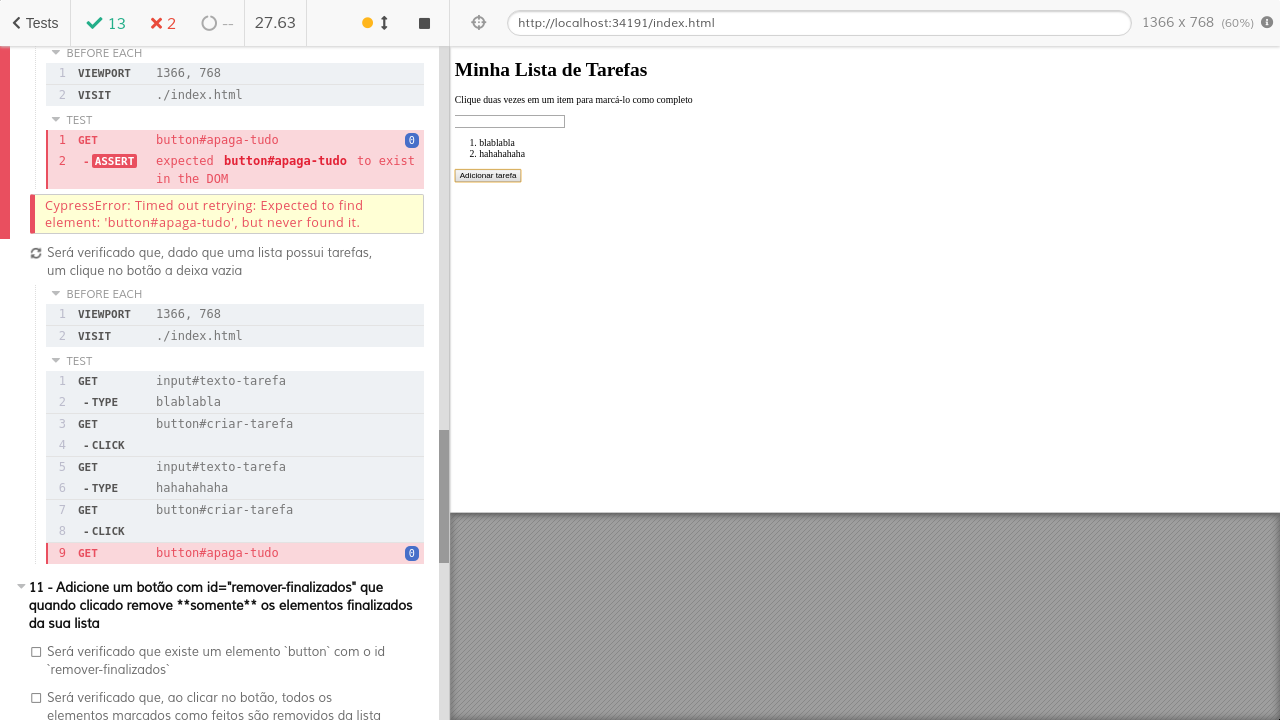 Tests 13 2 -- 27.63 http://localhost:34191/index.html 1366 x 768 (60%)
BEFORE EACH
1 VIEWPORT 1366, 768
2 VISIT ./index.html
TEST
1 GET button#apaga-tudo 0
2 - ASSERT expected button#apaga-tudo to exist
in the DOM
CypressError: Timed out retrying: Expected to find
element: 'button#apaga-tudo', but never found it.
Será verificado que, dado que uma lista possui tarefas,
um clique no botão a deixa vazia
BEFORE EACH
1 VIEWPORT 1366, 768
2 VISIT ./index.html
TEST
1 GET input#texto-tarefa
2 - TYPE blablabla
3 GET button#criar-tarefa
4 - CLICK
5 GET input#texto-tarefa
6 - TYPE hahahahaha
7 GET button#criar-tarefa
8 - CLICK
9 GET button#apaga-tudo 0
11 - Adicione um botão com id="remover-finalizados" que
quando clicado remove **somente** os elementos finalizados
da sua lista
Será verificado que existe um elemento `button` com o id
`remover-finalizados`
Será verificado que, ao clicar no botão, todos os
elementos marcados como feitos são removidos da lista
Minha Lista de Tarefas
Clique duas vezes em um item para marcá-lo como completo
1. blablabla
2. hahahahaha
Adicionar tarefa